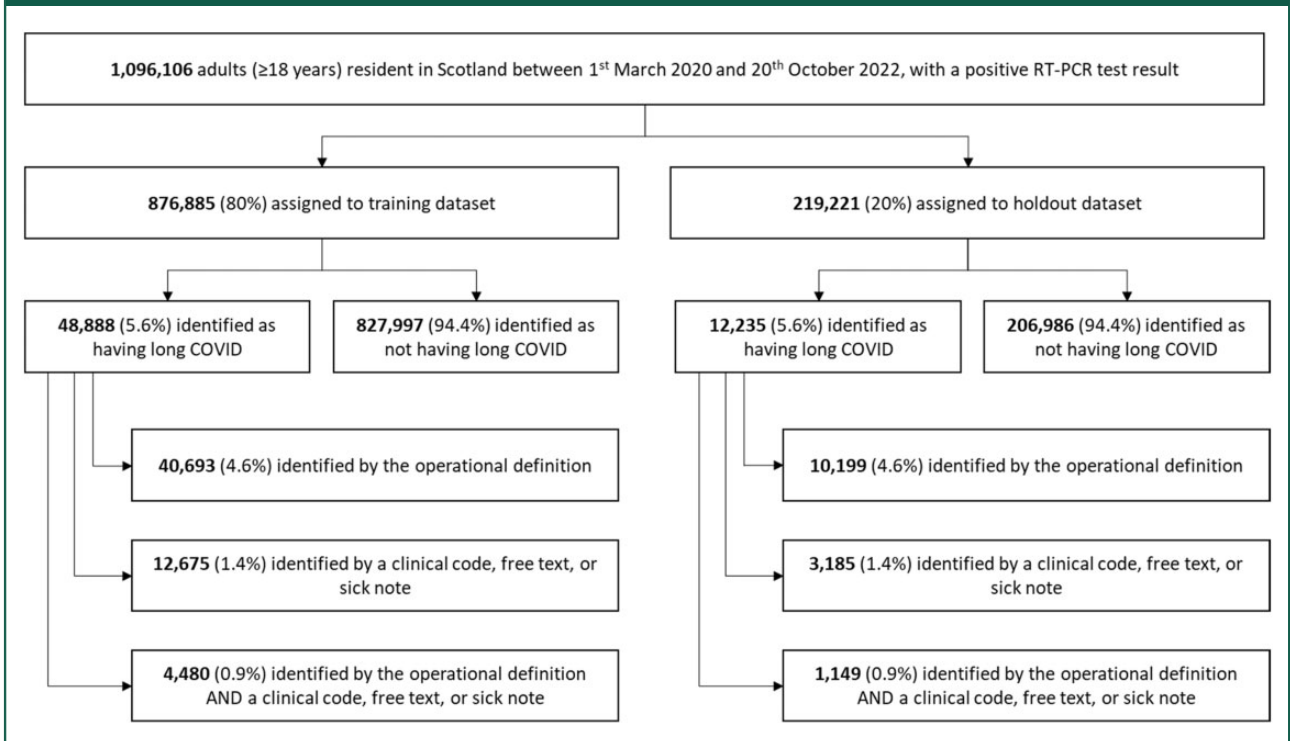 1,096,106 adults (≥18 years) resident in Scotland between 1st March 2020 and 20th October 2022, with a positive RT-PCR test result
876,885 (80%) assigned to training dataset
219,221 (20%) assigned to holdout dataset
48,888 (5.6%) identified as
having long COVID
827,997 (94.4%) identified as
not having long COVID
12,235 (5.6%) identified as
having long COVID
206,986 (94.4%) identified as
not having long COVID
40,693 (4.6%) identified by the operational definition
10,199 (4.6%) identified by the operational definition
12,675 (1.4%) identified by a clinical code, free text, or
sick note
3,185 (1.4%) identified by a clinical code, free text, or
sick note
4,480 (0.9%) identified by the operational definition
AND a clinical code, free text, or sick note
1,149 (0.9%) identified by the operational definition
AND a clinical code, free text, or sick note